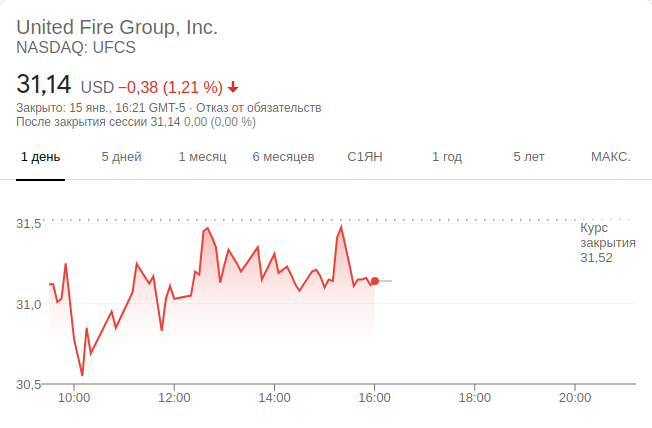 United Fire Group, Inc.
NASDAQ: UFCS
31,14 USD −0,38 (1,21 %)
Закрыто: 15 янв., 16:21 GMT-5 · Отказ от обязательств
После закрытия сессии 31,14 0,00 (0,00 %)
1 день 5 дней 1 месяц 6 месяцев С1ЯН 1 год 5 лет МАКС.
31,5
Курс
закрытия
31,52
31,0
30,5
10:00 12:00 14:00 16:00 18:00 20:00